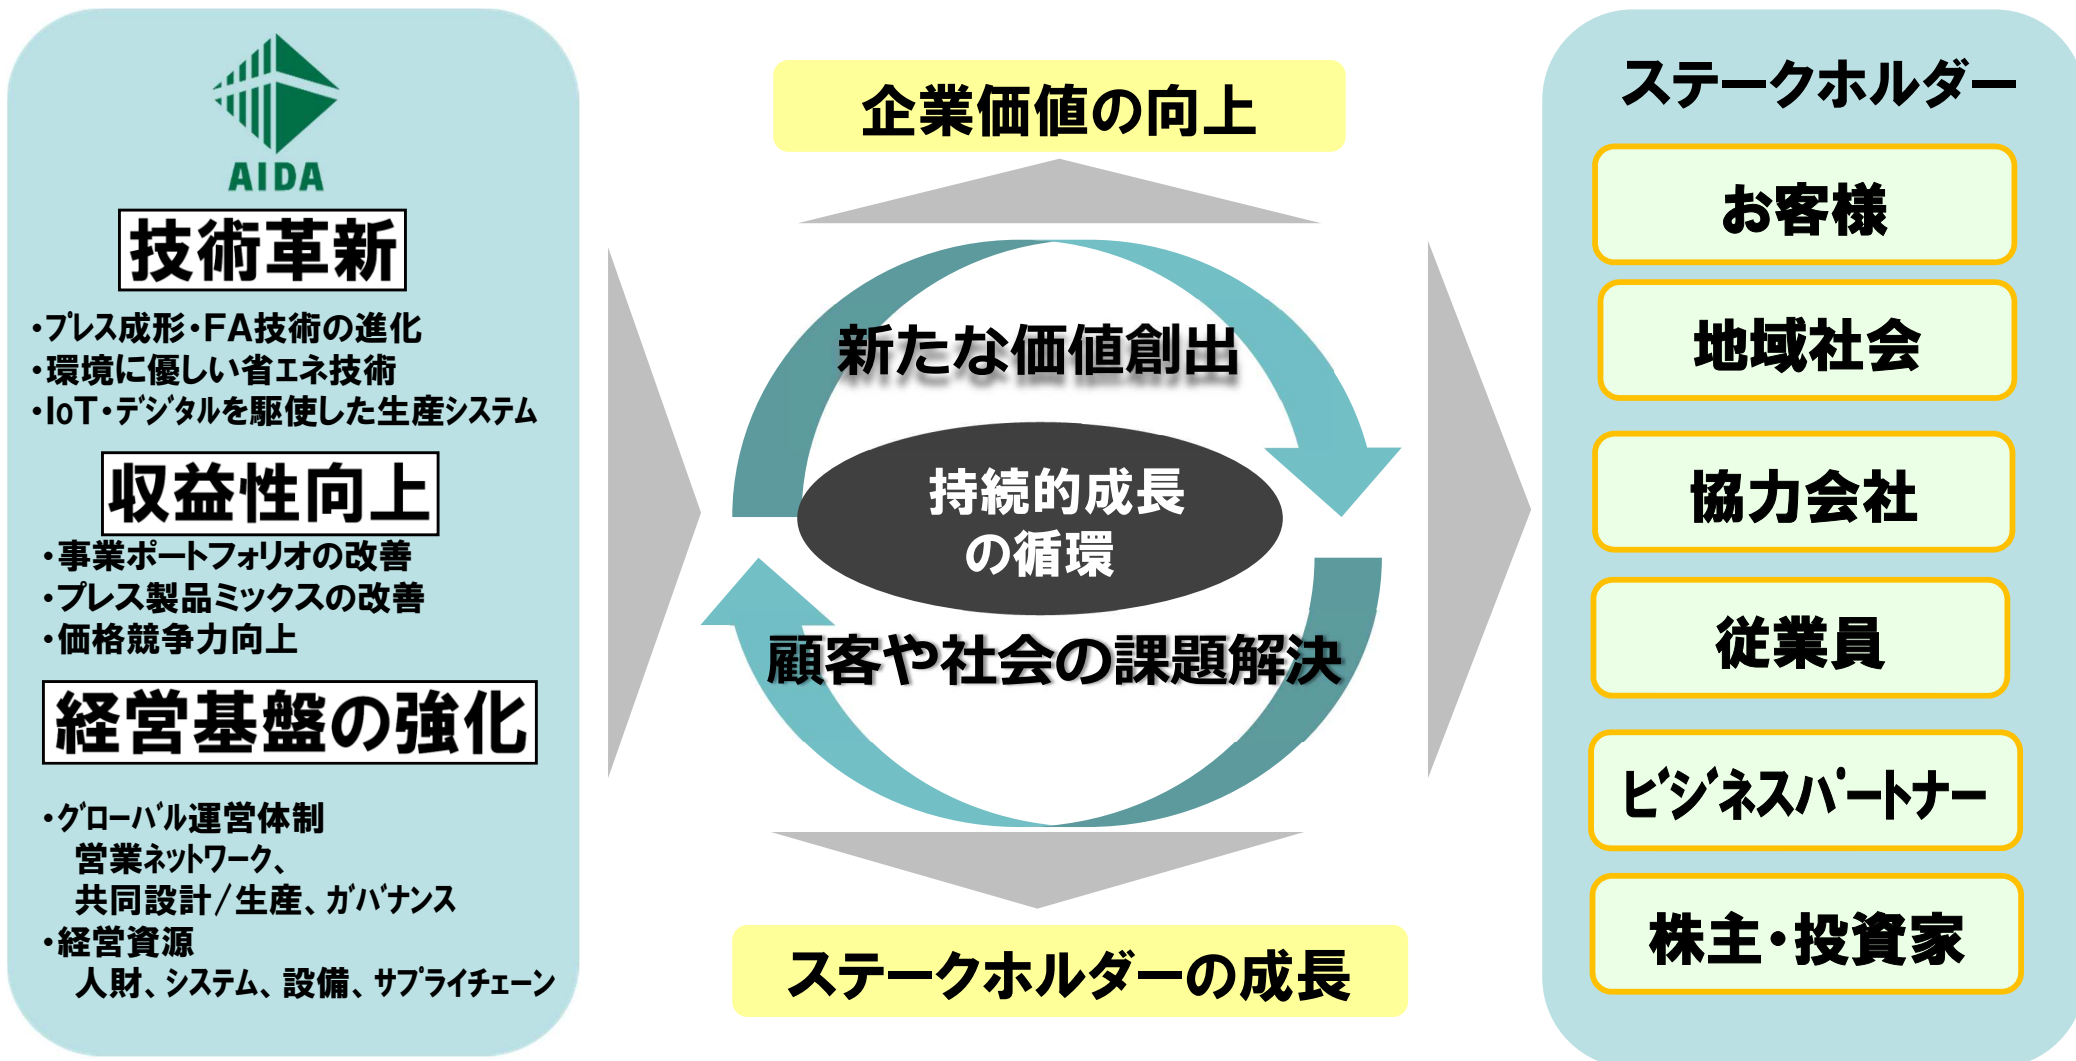 AIDA
技術革新
・プレス成形・FA技術の進化
・環境に優しい省エネ技術
・IoT・デジタルを駆使した生産システム
収益性向上
・事業ポートフォリオの改善
・プレス製品ミックスの改善
・価格競争力向上
経営基盤の強化
・グローバル運営体制
営業ネットワーク、
共同設計/生産、ガバナンス
・経営資源
人財、システム、設備、サプライチェーン
企業価値の向上
新たな価値創出
持続的成長
の循環
顧客や社会の課題解決
ステークホルダーの成長
ステークホルダー
お客様
地域社会
協力会社
従業員
ビジネスパートナー
株主・投資家